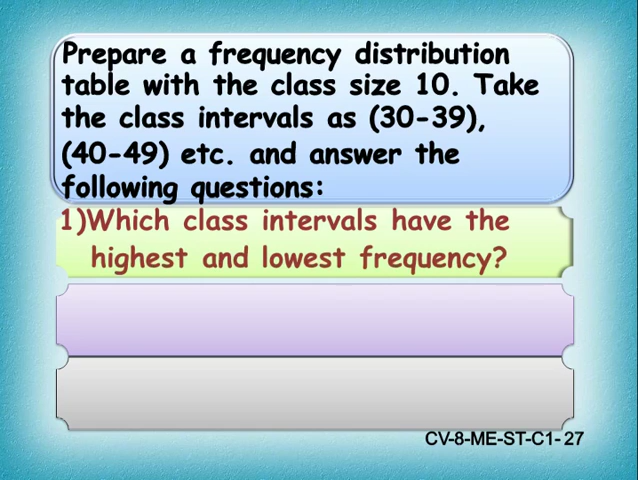 Prepare a frequency distribution
table with the class size 10. Take
the class intervals as (30-39),
(40-49) etc. and answer the
following questions:
1)Which class intervals have the
highest and lowest frequency?
CV-8-ME-ST-C1-27